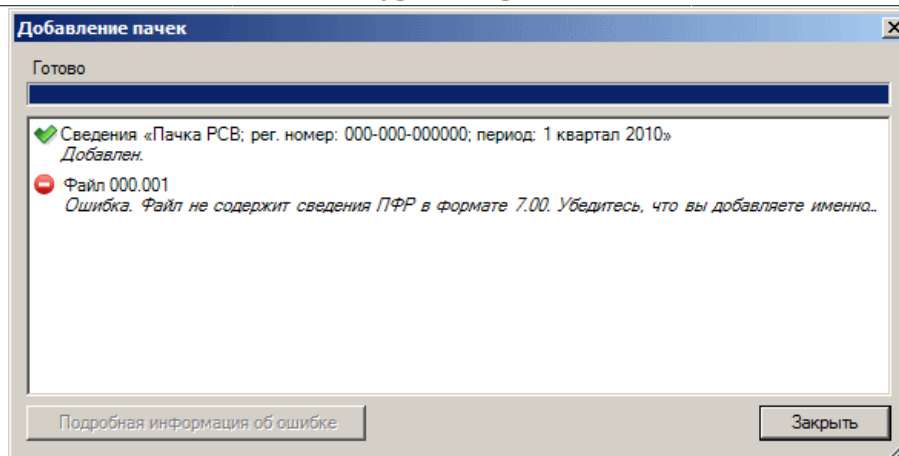 Добавление пачек
Готово
Сведения «Пачка РСВ; рег. номер: 000-000-000000; период: 1 квартал 2010»
Добавлен.
Файл 000.001
Ошибка. Файл не содержит сведения ПФР в формате 7.00. Убедитесь, что вы добавляете именно...
Подробная информация об ошибке
Закрыть